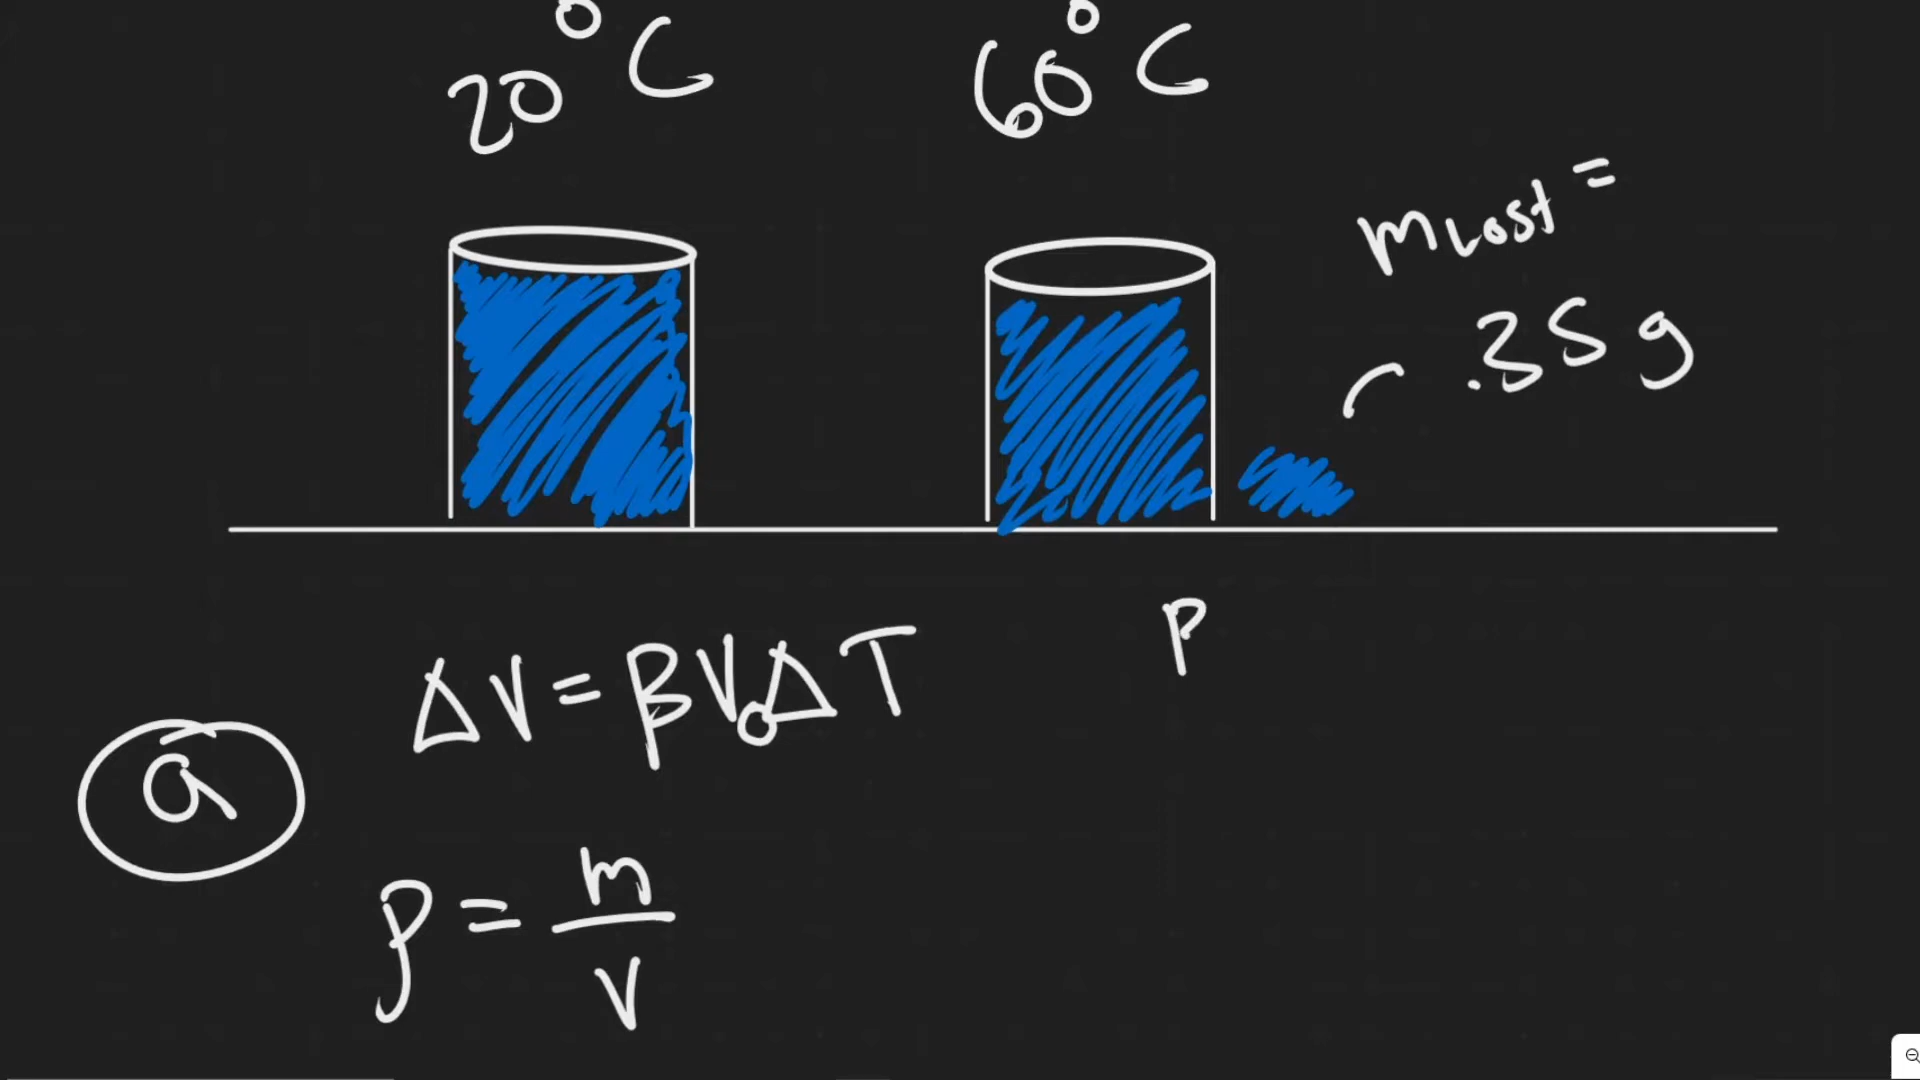 20°C
60°C
mLost =
.35 g
ΔV = βV₀ΔT
P
a
ρ = m/V